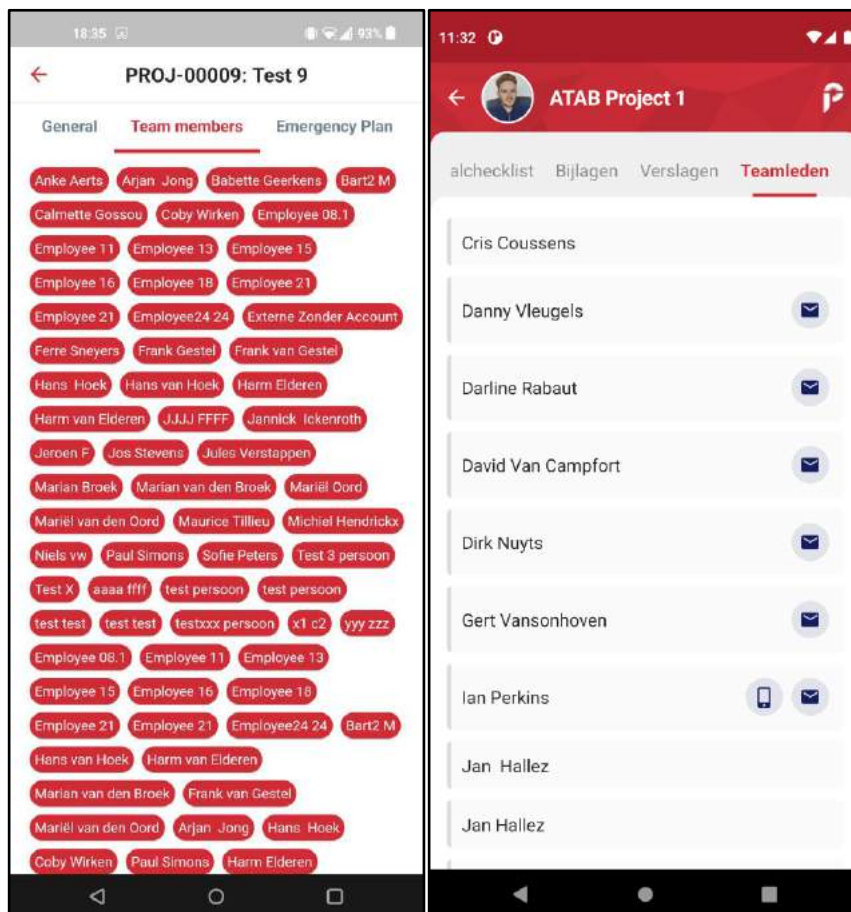 18:35 93%
PROJ-00009: Test 9
General Team members Emergency Plan
Anke Aerts Arjan Jong Babette Geerkens Bart2 M
Calmette Gossou Coby Wirken Employee 08.1
Employee 11 Employee 13 Employee 15
Employee 16 Employee 18 Employee 21
Employee 21 Employee24 24 Externe Zonder Account
Ferre Sneyers Frank Gestel Frank van Gestel
Hans Hoek Hans van Hoek Harm Elderen
Harm van Elderen JJJJ FFFF Jannick Ickenroth
Jeroen F Jos Stevens Jules Verstappen
Marian Broek Marian van den Broek Mariël Oord
Mariël van den Oord Maurice Tillieu Michiel Hendrickx
Niels vw Paul Simons Sofie Peters Test 3 persoon
Test X aaaa ffff test persoon test persoon
test test test test testxxx persoon x1 c2 yyy zzz
Employee 08.1 Employee 11 Employee 13
Employee 15 Employee 16 Employee 18
Employee 21 Employee 21 Employee24 24 Bart2 M
Hans van Hoek Harm van Elderen
Marian van den Broek Frank van Gestel
Mariël van den Oord Arjan Jong Hans Hoek
Coby Wirken Paul Simons Harm Elderen
11:32
ATAB Project 1
alchecklist Bijlagen Verslagen Teamleden
Cris Coussens
Danny Vleugels
Darline Rabaut
David Van Campfort
Dirk Nuyts
Gert Vansonhoven
Ian Perkins
Jan Hallez
Jan Hallez